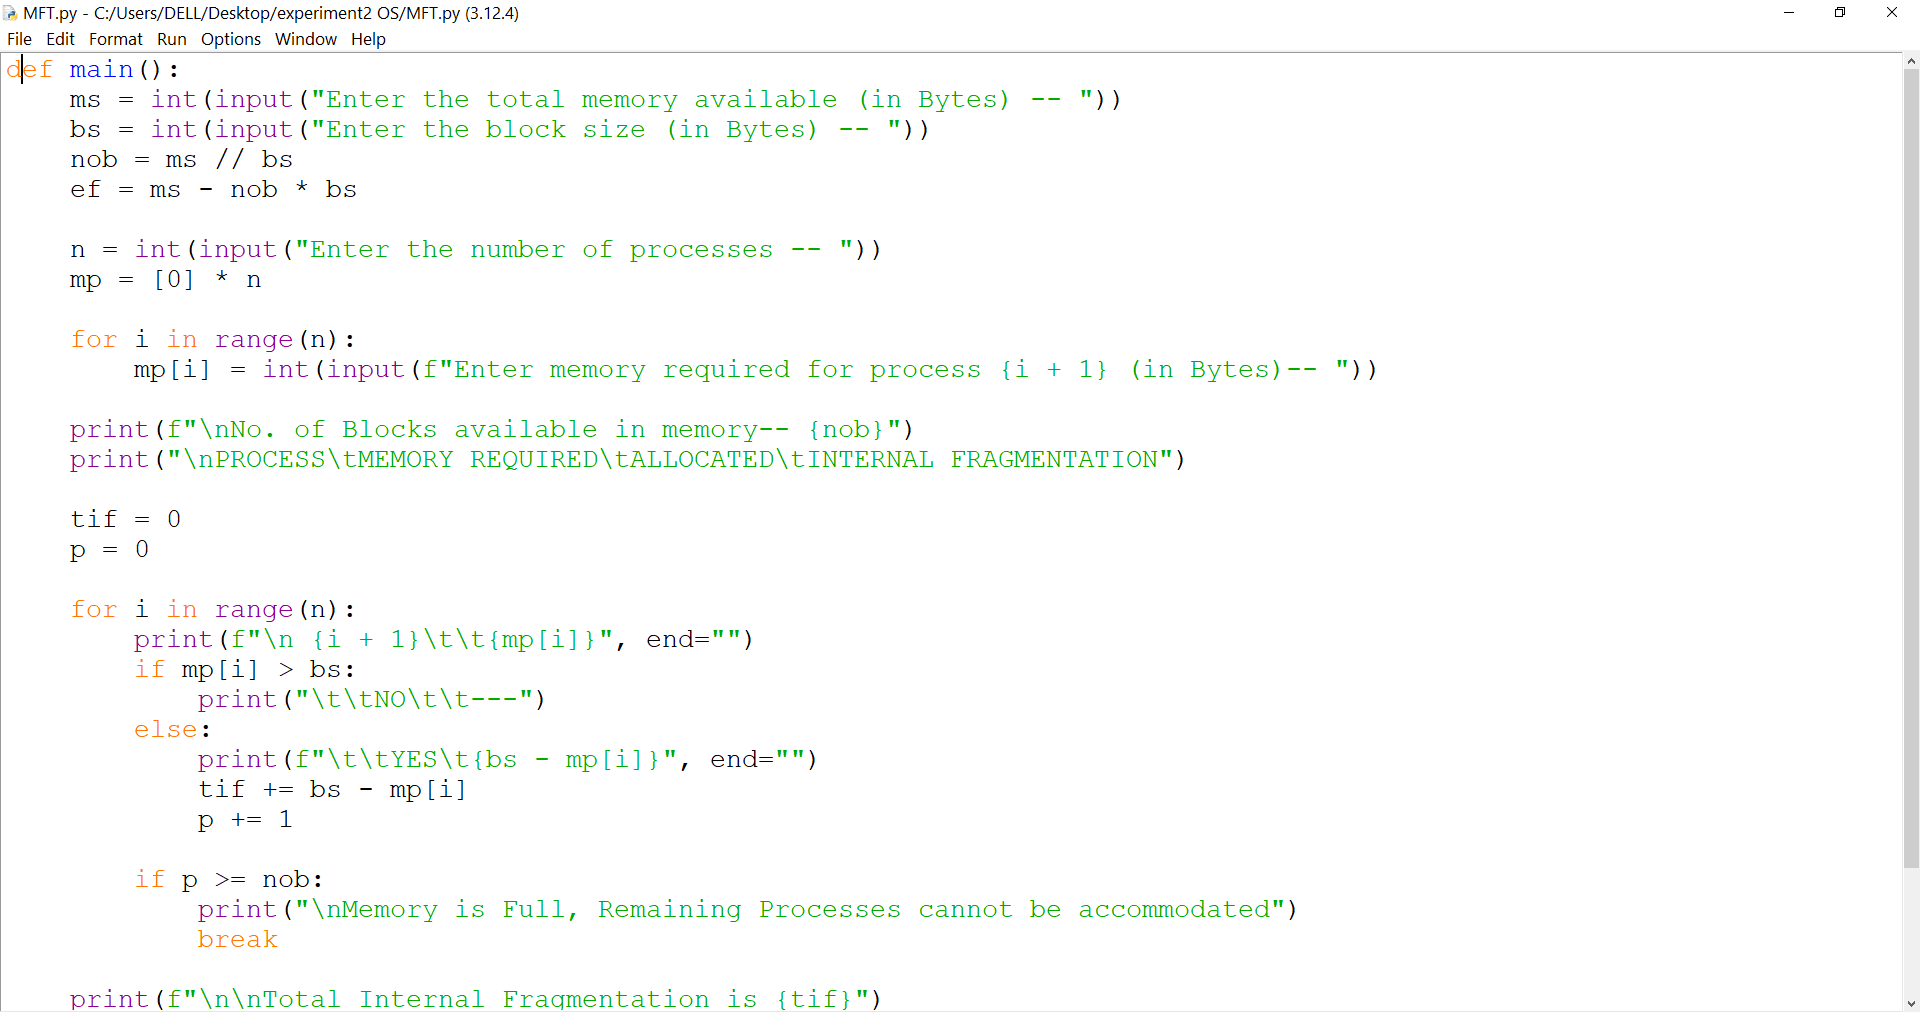 MFT.py - C:/Users/DELL/Desktop/experiment2 OS/MFT.py (3.12.4)
File Edit Format Run Options Window Help
def main():
    ms = int(input("Enter the total memory available (in Bytes) -- "))
    bs = int(input("Enter the block size (in Bytes) -- "))
    nob = ms // bs
    ef = ms - nob * bs

    n = int(input("Enter the number of processes -- "))
    mp = [0] * n

    for i in range(n):
        mp[i] = int(input(f"Enter memory required for process {i + 1} (in Bytes)-- "))

    print(f"\nNo. of Blocks available in memory-- {nob}")
    print("\nPROCESS\tMEMORY REQUIRED\tALLOCATED\tINTERNAL FRAGMENTATION")

    tif = 0
    p = 0

    for i in range(n):
        print(f"\n {i + 1}\t\t{mp[i]}", end="")
        if mp[i] > bs:
            print("\t\tNO\t\t---")
        else:
            print(f"\t\tYES\t{bs - mp[i]}", end="")
            tif += bs - mp[i]
            p += 1

        if p >= nob:
            print("\nMemory is Full, Remaining Processes cannot be accommodated")
            break

    print(f"\n\nTotal Internal Fragmentation is {tif}")